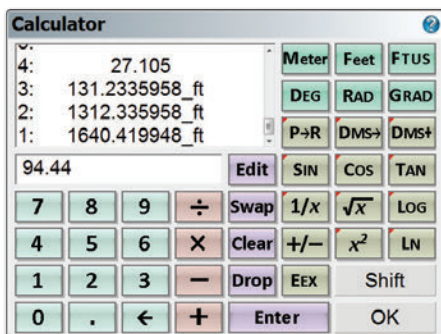 Calculator
4: 27.105
3: 131.2335958_ft
2: 1312.335958_ft
1: 1640.419948_ft
Meter Feet FTUS
DEG RAD GRAD
P→R DMS→ DMS+
94.44 Edit SIN COS TAN
7 8 9 ÷ Swap 1/x √x LOG
4 5 6 × Clear +/− x² LN
1 2 3 − Drop EEX Shift
0 . ← + Enter OK